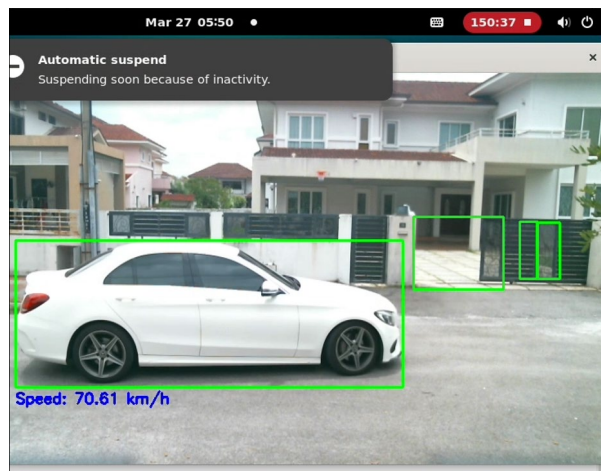 Mar 27 05:50
150:37
Automatic suspend
Suspending soon because of inactivity.
Speed: 70.61 km/h